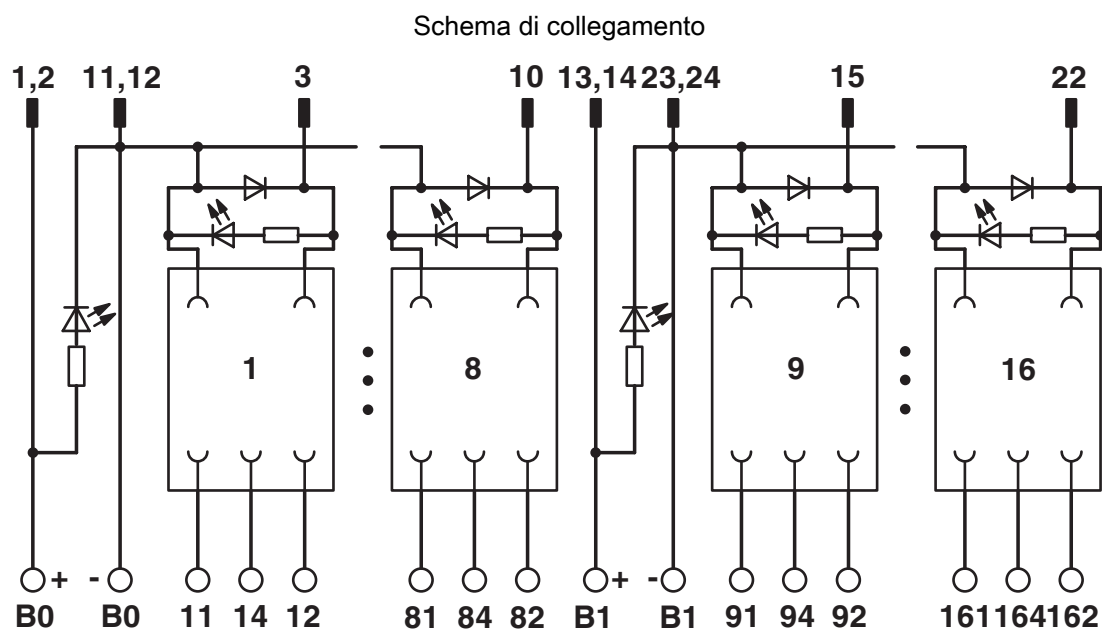 Schema di collegamento
1,2 11,12 3 10 13,14 23,24 15 22
1 8 9 16
+ - + -
B0 B0 11 14 12 81 84 82 B1 B1 91 94 92 161 164 162